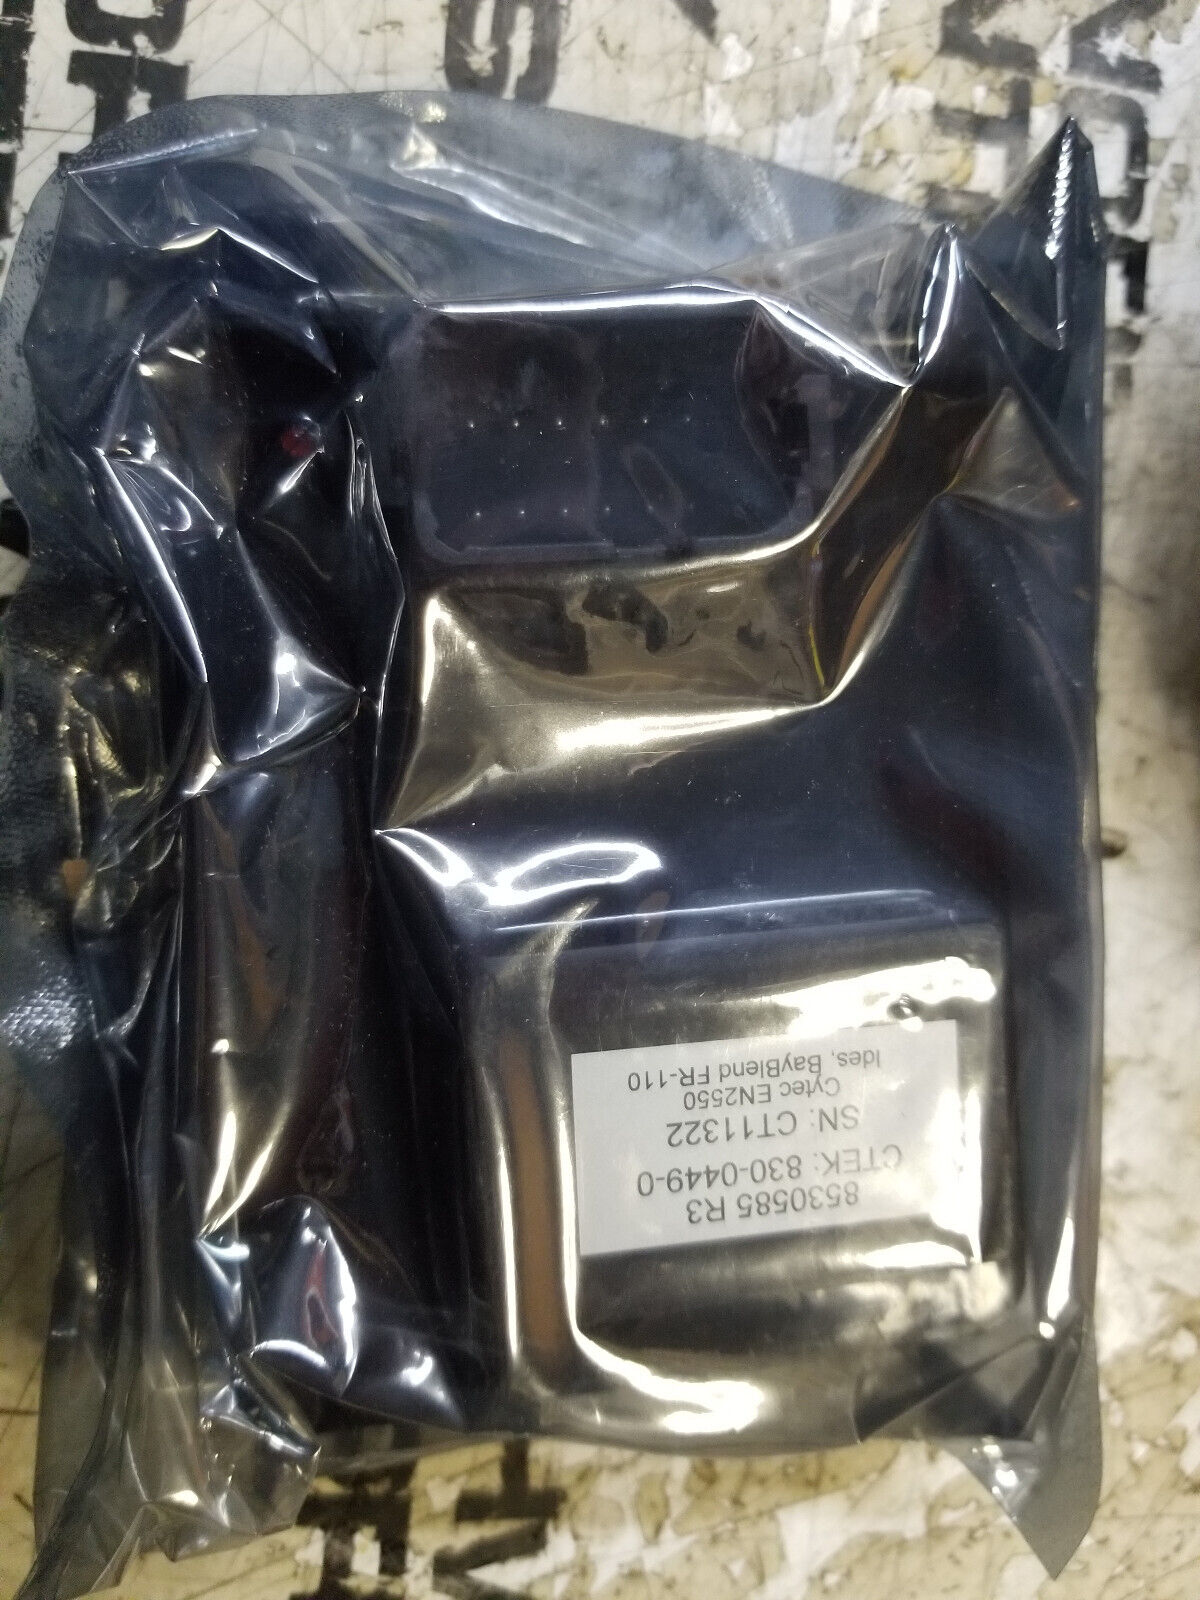 8530585 R3
CTEK: 830-0449-0
SN: CT11322
Cytec EN2550
Ides, BayBlend FR-110